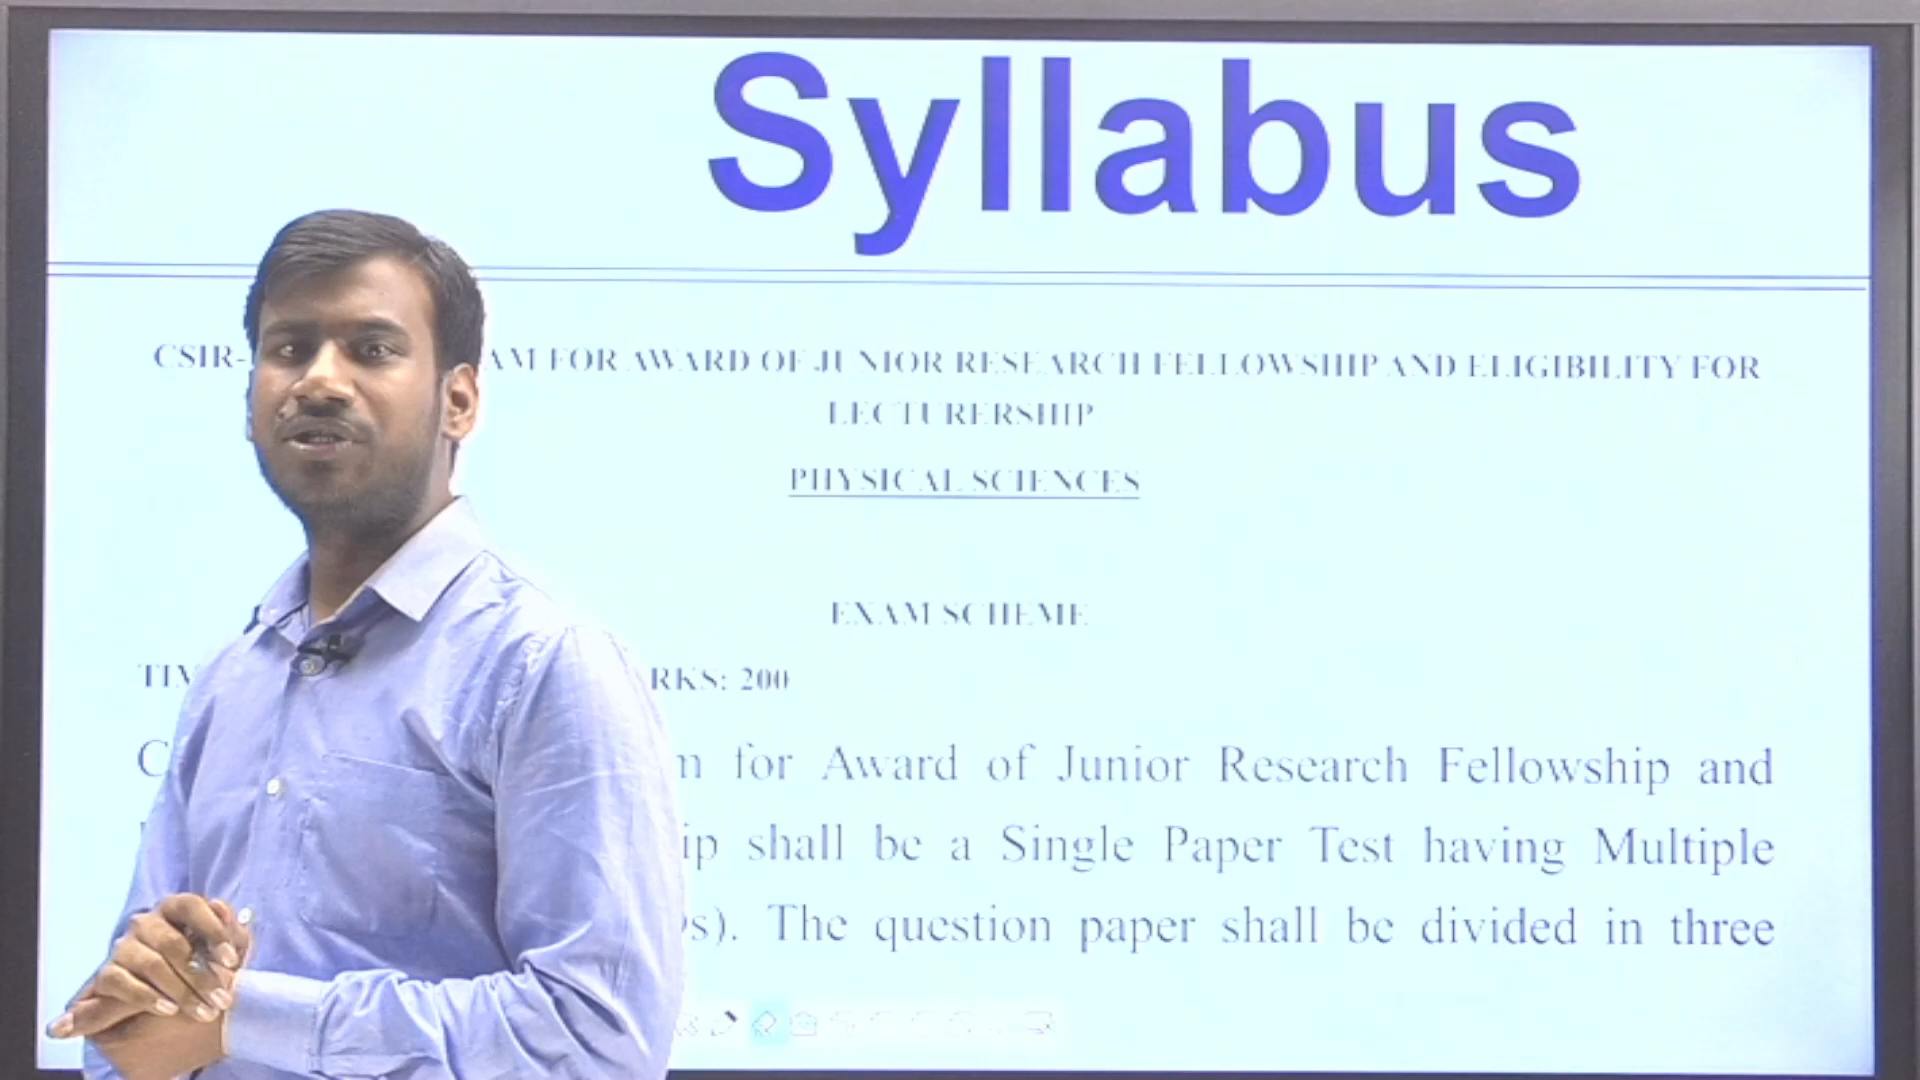 Syllabus
CSIR- AM FOR AWARD OF JUNIOR RESEARCH FELLOWSHIP AND ELIGIBILITY FOR
LECTURERSHIP
PHYSICAL SCIENCES
EXAM SCHEME
RKS: 200
for Award of Junior Research Fellowship and
ip shall be a Single Paper Test having Multiple
s). The question paper shall be divided in three